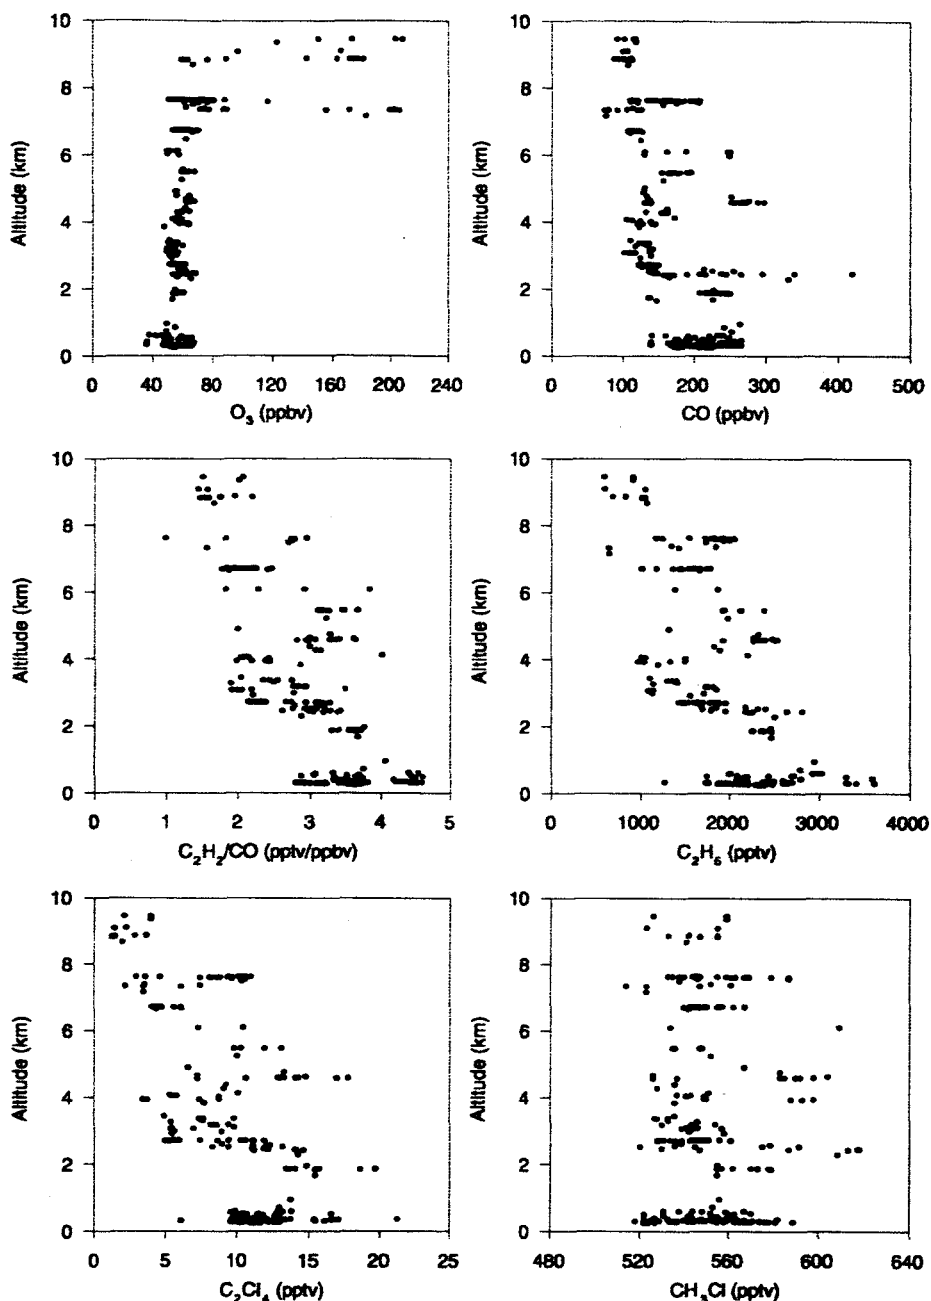 10
8
6
4
2
0
Altitude (km)
0 40 80 120 160 200 240
O3 (ppbv)
10
8
6
4
2
0
Altitude (km)
0 100 200 300 400 500
CO (ppbv)
10
8
6
4
2
0
Altitude (km)
0 1 2 3 4 5
C2H2/CO (pptv/ppbv)
10
8
6
4
2
0
Altitude (km)
0 1000 2000 3000 4000
C2H6 (pptv)
10
8
6
4
2
0
Altitude (km)
0 5 10 15 20 25
C2Cl4 (pptv)
10
8
6
4
2
0
Altitude (km)
480 520 560 600 640
CH3Cl (pptv)